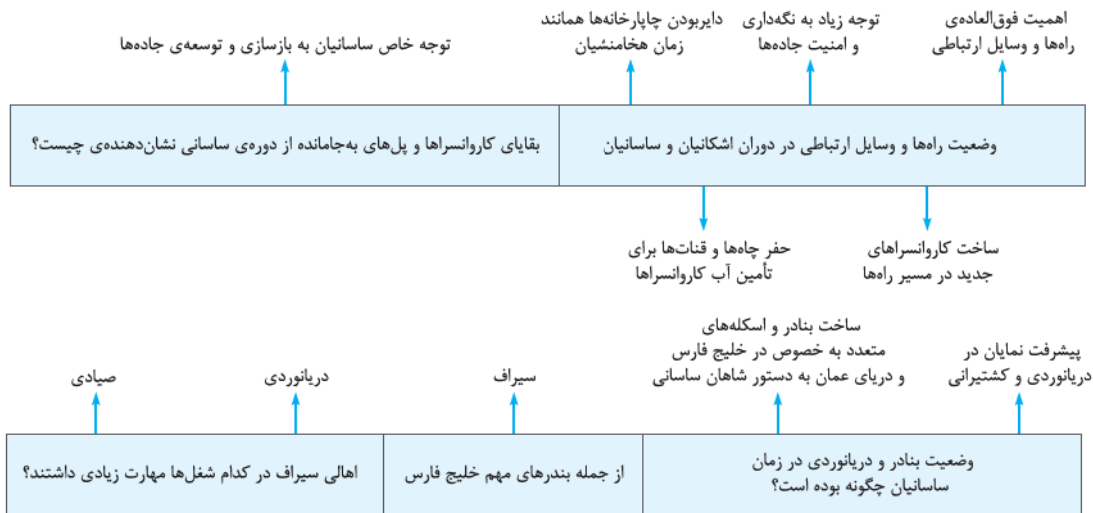 اهمیت فوق‌العاده‌ی
راه‌ها و وسایل ارتباطی
توجه زیاد به نگه‌داری
و امنیت جاده‌ها
دایربودن چاپارخانه‌ها همانند
زمان هخامنشیان
توجه خاص ساسانیان به بازسازی و توسعه‌ی جاده‌ها
وضعیت راه‌ها و وسایل ارتباطی در دوران اشکانیان و ساسانیان
بقایای کاروانسراها و پل‌های به‌جامانده از دوره‌ی ساسانی نشان‌دهنده‌ی چیست؟
ساخت کاروانسراهای
جدید در مسیر راه‌ها
حفر چاه‌ها و قنات‌ها برای
تأمین آب کاروانسراها
پیشرفت نمایان در
دریانوردی و کشتیرانی
ساخت بنادر و اسکله‌های
متعدد به خصوص در خلیج فارس
و دریای عمان به دستور شاهان ساسانی
سیراف
دریانوردی
صیادی
وضعیت بنادر و دریانوردی در زمان
ساسانیان چگونه بوده است؟
از جمله بندرهای مهم خلیج فارس
اهالی سیراف در کدام شغل‌ها مهارت زیادی داشتند؟